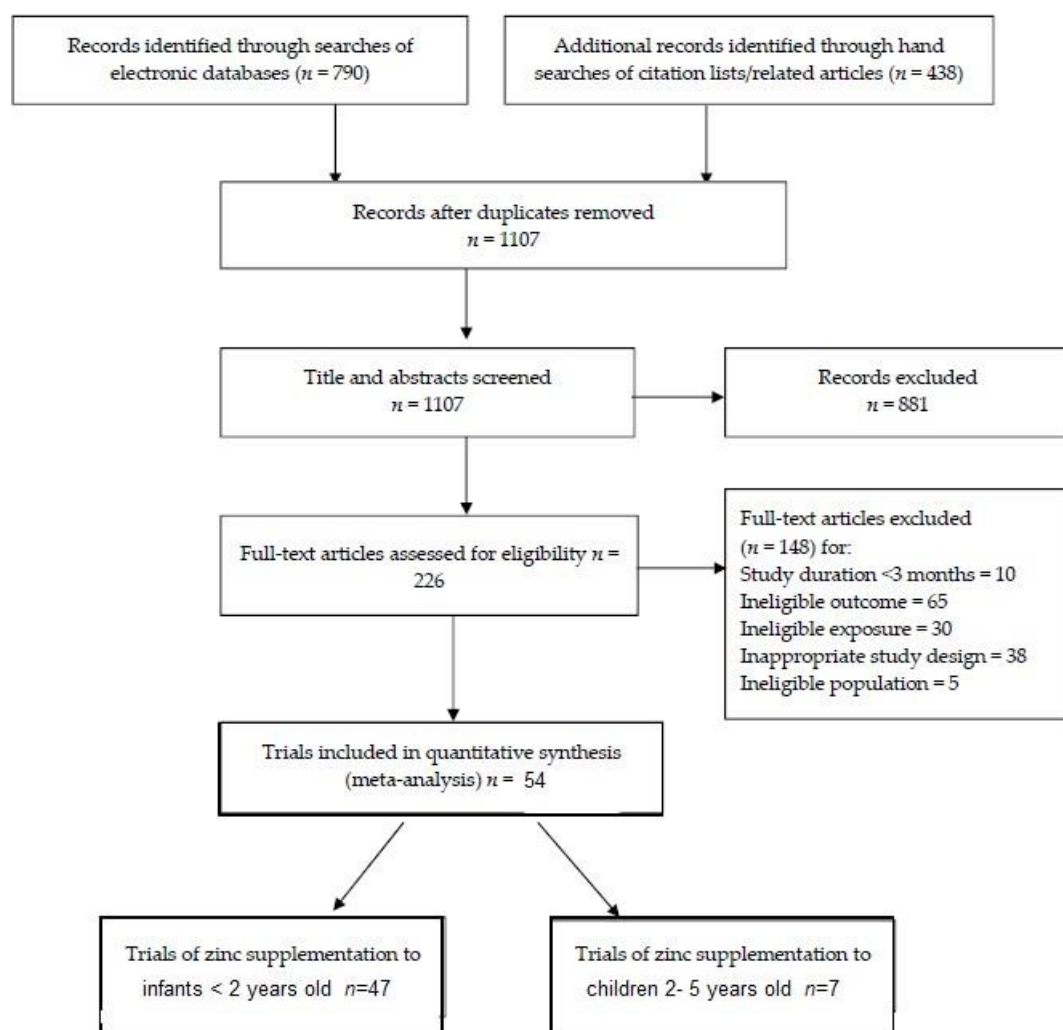 Records identified through searches of
electronic databases (n = 790)
Additional records identified through hand
searches of citation lists/related articles (n = 438)
Records after duplicates removed
n = 1107
Title and abstracts screened
n = 1107
Records excluded
n = 881
Full-text articles assessed for eligibility n =
226
Full-text articles excluded
(n = 148) for:
Study duration <3 months = 10
Ineligible outcome = 65
Ineligible exposure = 30
Inappropriate study design = 38
Ineligible population = 5
Trials included in quantitative synthesis
(meta-analysis) n = 54
Trials of zinc supplementation to
infants < 2 years old n=47
Trials of zinc supplementation to
children 2- 5 years old n=7